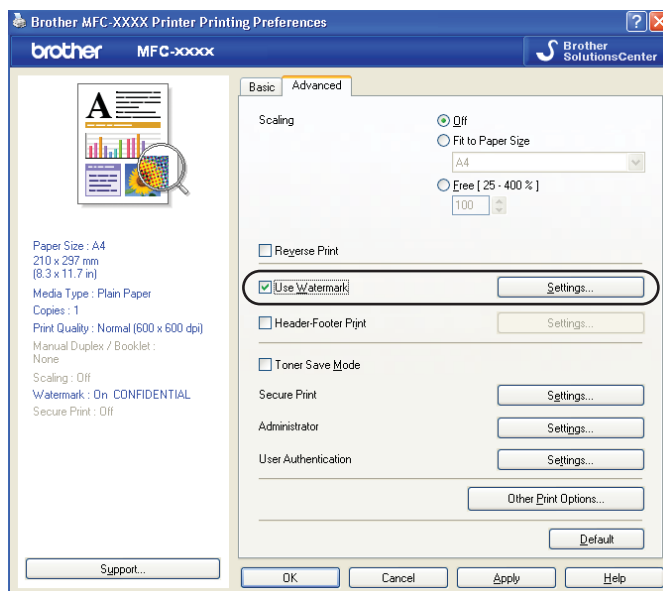 Brother MFC-XXXX Printer Printing Preferences
brother MFC-xxxx
Brother
SolutionsCenter
Basic Advanced
A
Scaling
Off
Fit to Paper Size
A4
Free [ 25 - 400 % ]
100
Reverse Print
Use Watermark Settings...
Header-Footer Print Settings...
Toner Save Mode
Secure Print Settings...
Administrator Settings...
User Authentication Settings...
Other Print Options...
Default
Paper Size : A4
210 x 297 mm
(8.3 x 11.7 in)
Media Type : Plain Paper
Copies : 1
Print Quality : Normal (600 x 600 dpi)
Manual Duplex / Booklet :
None
Scaling : Off
Watermark : On CONFIDENTIAL
Secure Print : Off
Support...
OK Cancel Apply Help